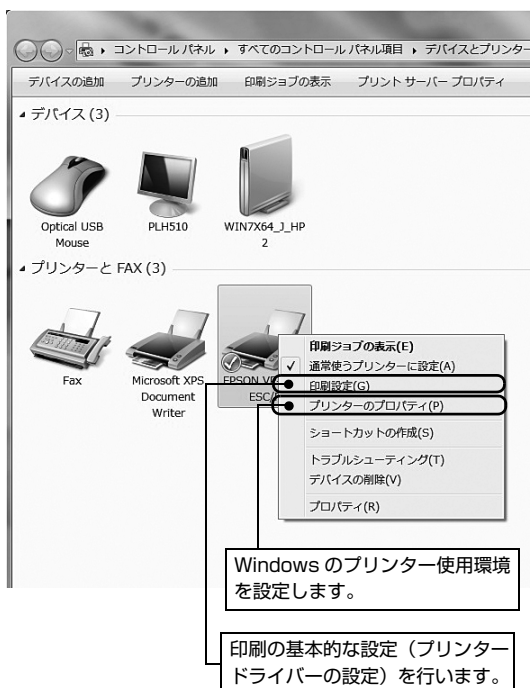 コントロール パネル ▸ すべてのコントロール パネル項目 ▸ デバイスとプリンター
デバイスの追加 プリンターの追加 印刷ジョブの表示 プリント サーバー プロパティ
デバイス (3)
Optical USB
Mouse
PLH510
WIN7X64_J_HP
2
プリンターと FAX (3)
Fax
Microsoft XPS
Document
Writer
EPSON
ESC/
印刷ジョブの表示(E)
通常使うプリンターに設定(A)
印刷設定(G)
プリンターのプロパティ(P)
ショートカットの作成(S)
トラブルシューティング(T)
デバイスの削除(V)
プロパティ(R)
Windows のプリンター使用環境
を設定します。
印刷の基本的な設定（プリンター
ドライバーの設定）を行います。